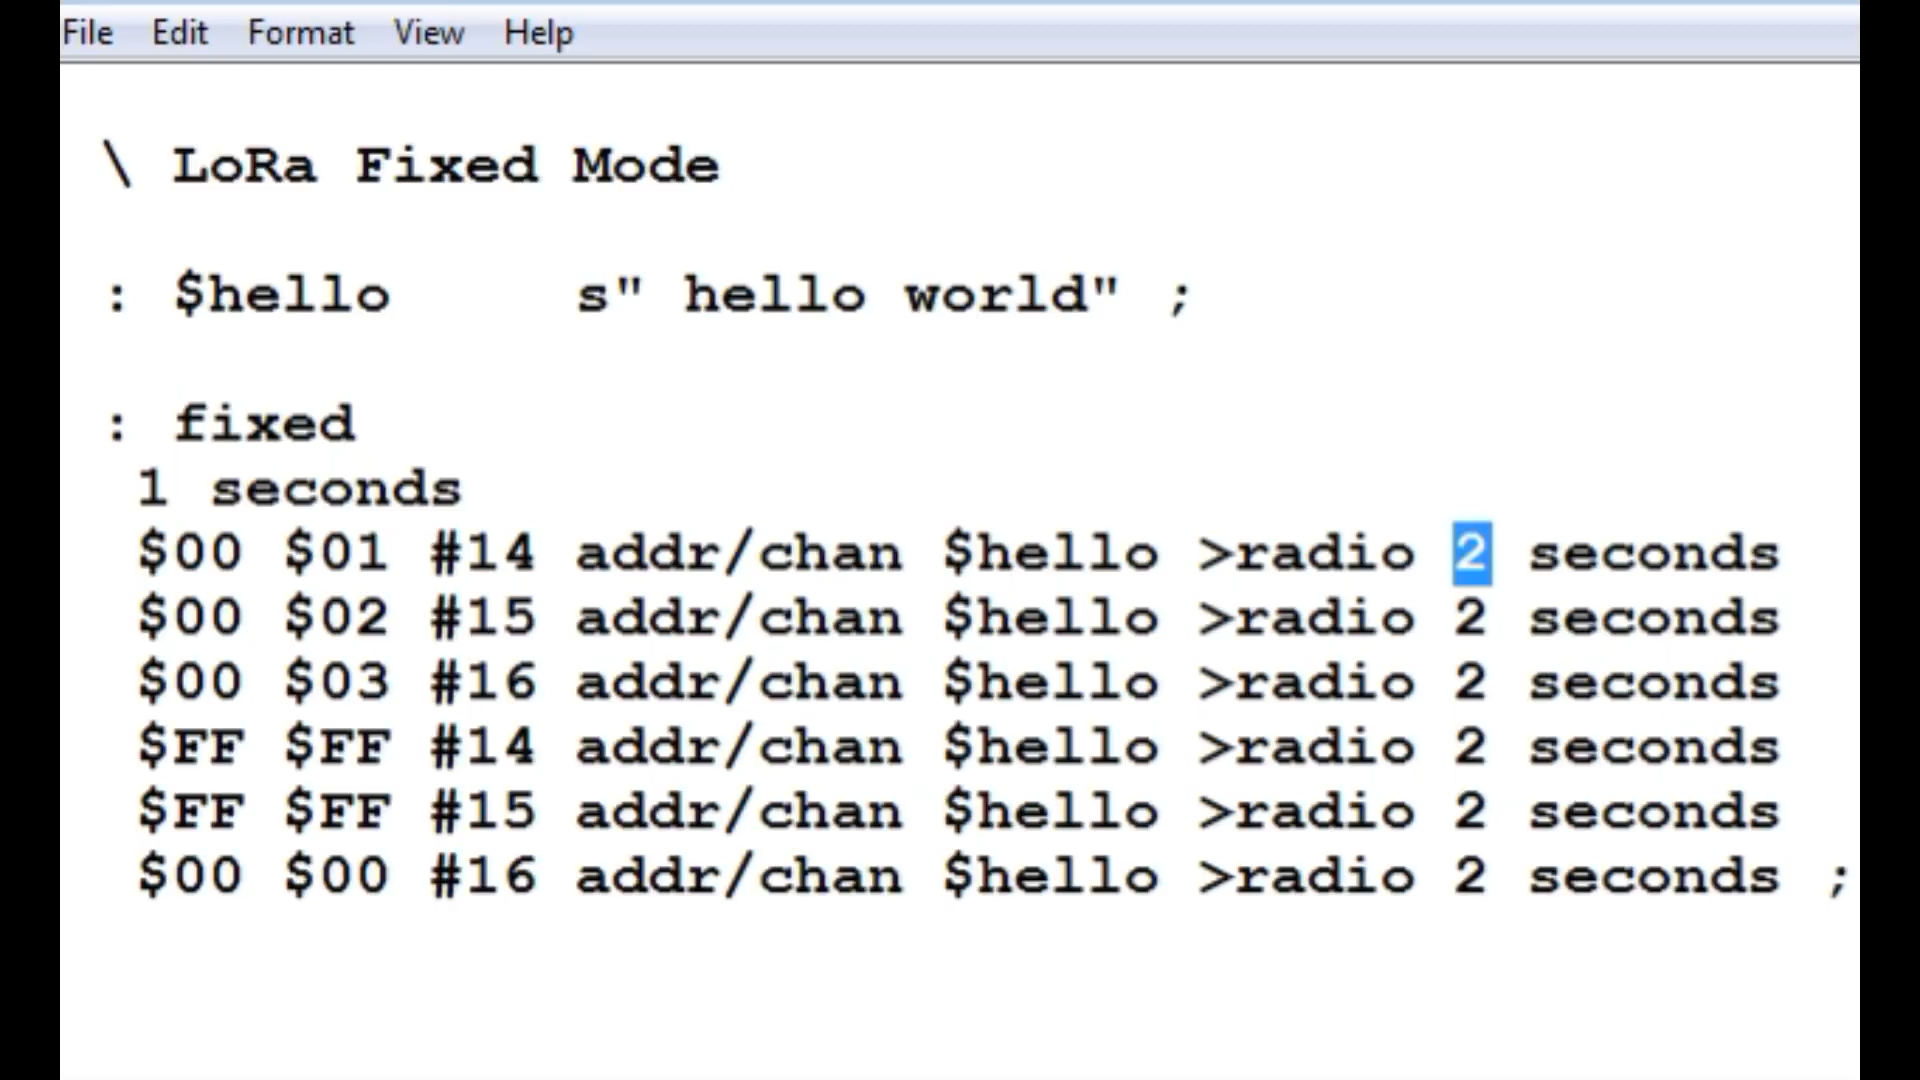 File Edit Format View Help
\ LoRa Fixed Mode
: $hello s" hello world" ;
: fixed
1 seconds
$00 $01 #14 addr/chan $hello >radio 2 seconds
$00 $02 #15 addr/chan $hello >radio 2 seconds
$00 $03 #16 addr/chan $hello >radio 2 seconds
$FF $FF #14 addr/chan $hello >radio 2 seconds
$FF $FF #15 addr/chan $hello >radio 2 seconds
$00 $00 #16 addr/chan $hello >radio 2 seconds ;